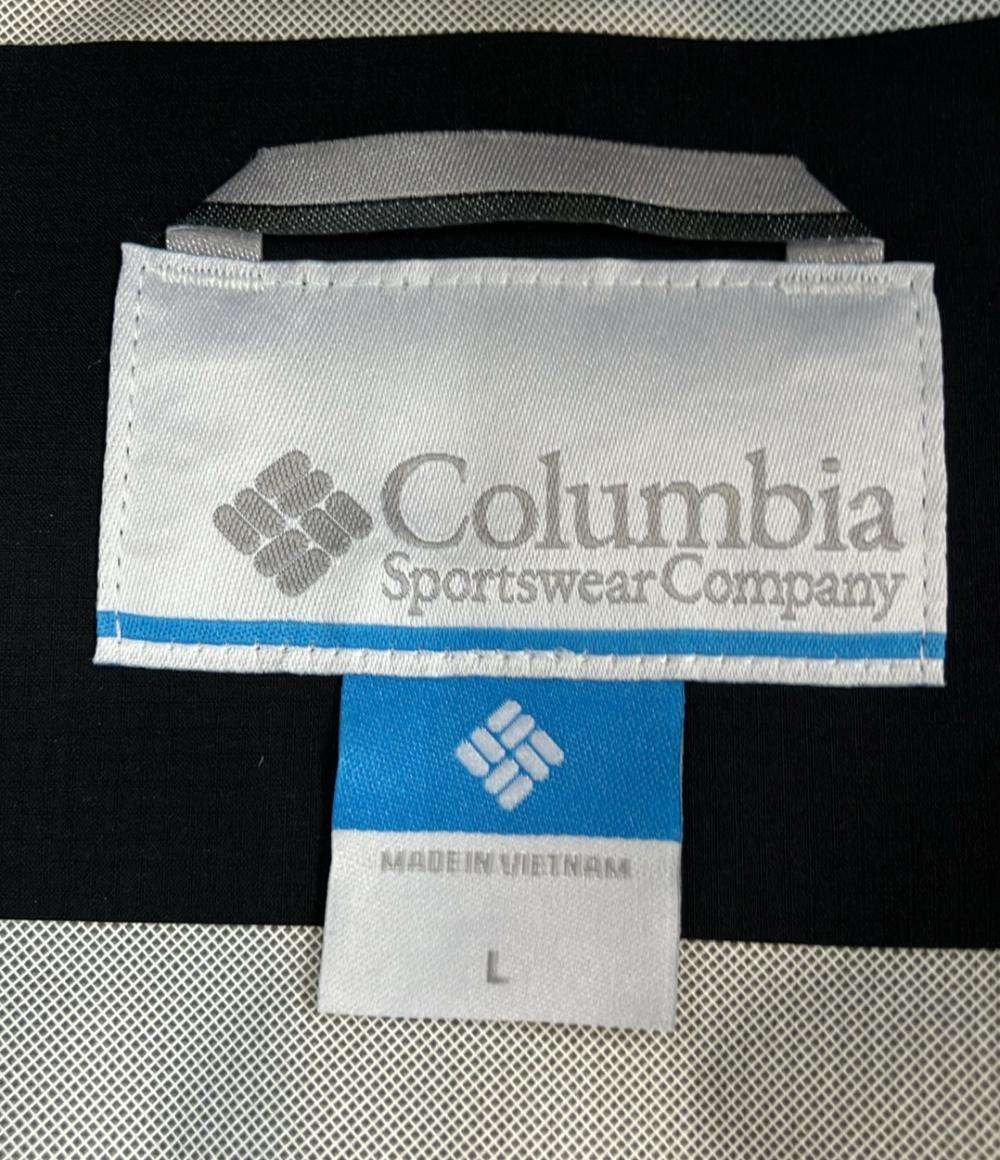 Columbia
Sportswear Company
MADE IN VIETNAM
L